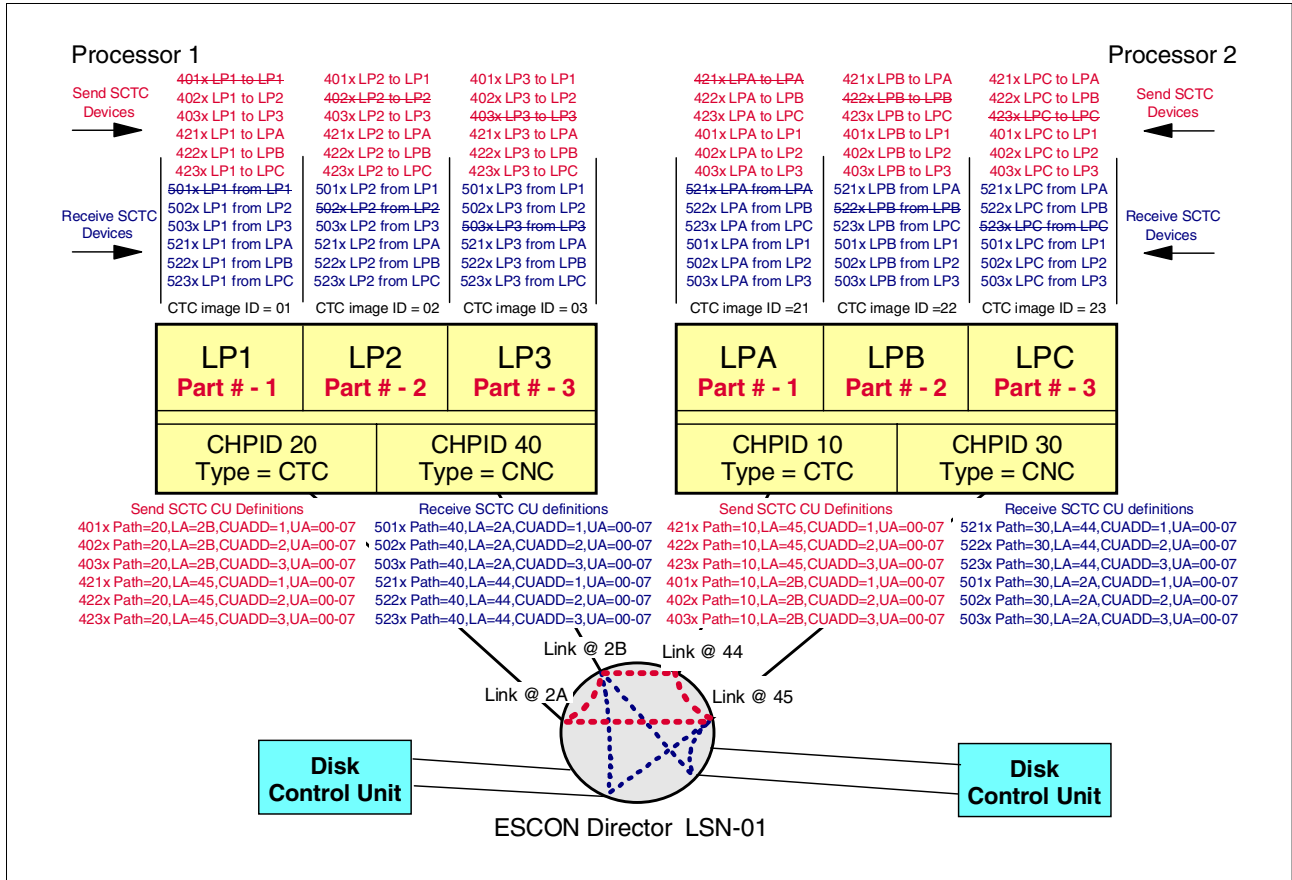 Processor 1
Processor 2
Send SCTC
Devices
401x LP1 to LP1
402x LP1 to LP2
403x LP1 to LP3
421x LP1 to LPA
422x LP1 to LPB
423x LP1 to LPC
401x LP2 to LP1
402x LP2 to LP2
403x LP2 to LP3
421x LP2 to LPA
422x LP2 to LPB
423x LP2 to LPC
401x LP3 to LP1
402x LP3 to LP2
403x LP3 to LP3
421x LP3 to LPA
422x LP3 to LPB
423x LP3 to LPC
421x LPA to LPA
422x LPA to LPB
423x LPA to LPC
401x LPA to LP1
402x LPA to LP2
403x LPA to LP3
421x LPB to LPA
422x LPB to LPB
423x LPB to LPC
401x LPB to LP1
402x LPB to LP2
403x LPB to LP3
421x LPC to LPA
422x LPC to LPB
423x LPC to LPC
401x LPC to LP1
402x LPC to LP2
403x LPC to LP3
Send SCTC
Devices
Receive SCTC
Devices
501x LP1 from LP1
502x LP1 from LP2
503x LP1 from LP3
521x LP1 from LPA
522x LP1 from LPB
523x LP1 from LPC
501x LP2 from LP1
502x LP2 from LP2
503x LP2 from LP3
521x LP2 from LPA
522x LP2 from LPB
523x LP2 from LPC
501x LP3 from LP1
502x LP3 from LP2
503x LP3 from LP3
521x LP3 from LPA
522x LP3 from LPB
523x LP3 from LPC
521x LPA from LPA
522x LPA from LPB
523x LPA from LPC
501x LPA from LP1
502x LPA from LP2
503x LPA from LP3
521x LPB from LPA
522x LPB from LPB
523x LPB from LPC
501x LPB from LP1
502x LPB from LP2
503x LPB from LP3
521x LPC from LPA
522x LPC from LPB
523x LPC from LPC
501x LPC from LP1
502x LPC from LP2
503x LPC from LP3
Receive SCTC
Devices
CTC image ID = 01
CTC image ID = 02
CTC image ID = 03
CTC image ID =21
CTC image ID =22
CTC image ID = 23
LP1
Part # - 1
LP2
Part # - 2
LP3
Part # - 3
LPA
Part # - 1
LPB
Part # - 2
LPC
Part # - 3
CHPID 20
Type = CTC
CHPID 40
Type = CNC
CHPID 10
Type = CTC
CHPID 30
Type = CNC
Send SCTC CU Definitions
401x Path=20,LA=2B,CUADD=1,UA=00-07
402x Path=20,LA=2B,CUADD=2,UA=00-07
403x Path=20,LA=2B,CUADD=3,UA=00-07
421x Path=20,LA=45,CUADD=1,UA=00-07
422x Path=20,LA=45,CUADD=2,UA=00-07
423x Path=20,LA=45,CUADD=3,UA=00-07
Receive SCTC CU definitions
501x Path=40,LA=2A,CUADD=1,UA=00-07
502x Path=40,LA=2A,CUADD=2,UA=00-07
503x Path=40,LA=2A,CUADD=3,UA=00-07
521x Path=40,LA=44,CUADD=1,UA=00-07
522x Path=40,LA=44,CUADD=2,UA=00-07
523x Path=40,LA=44,CUADD=3,UA=00-07
Send SCTC CU Definitions
421x Path=10,LA=45,CUADD=1,UA=00-07
422x Path=10,LA=45,CUADD=2,UA=00-07
423x Path=10,LA=45,CUADD=3,UA=00-07
401x Path=10,LA=2B,CUADD=1,UA=00-07
402x Path=10,LA=2B,CUADD=2,UA=00-07
403x Path=10,LA=2B,CUADD=3,UA=00-07
Receive SCTC CU definitions
521x Path=30,LA=44,CUADD=1,UA=00-07
522x Path=30,LA=44,CUADD=2,UA=00-07
523x Path=30,LA=44,CUADD=3,UA=00-07
501x Path=30,LA=2A,CUADD=1,UA=00-07
502x Path=30,LA=2A,CUADD=2,UA=00-07
503x Path=30,LA=2A,CUADD=3,UA=00-07
Link @ 2B
Link @ 44
Link @ 2A
Link @ 45
Disk
Control Unit
Disk
Control Unit
ESCON Director LSN-01